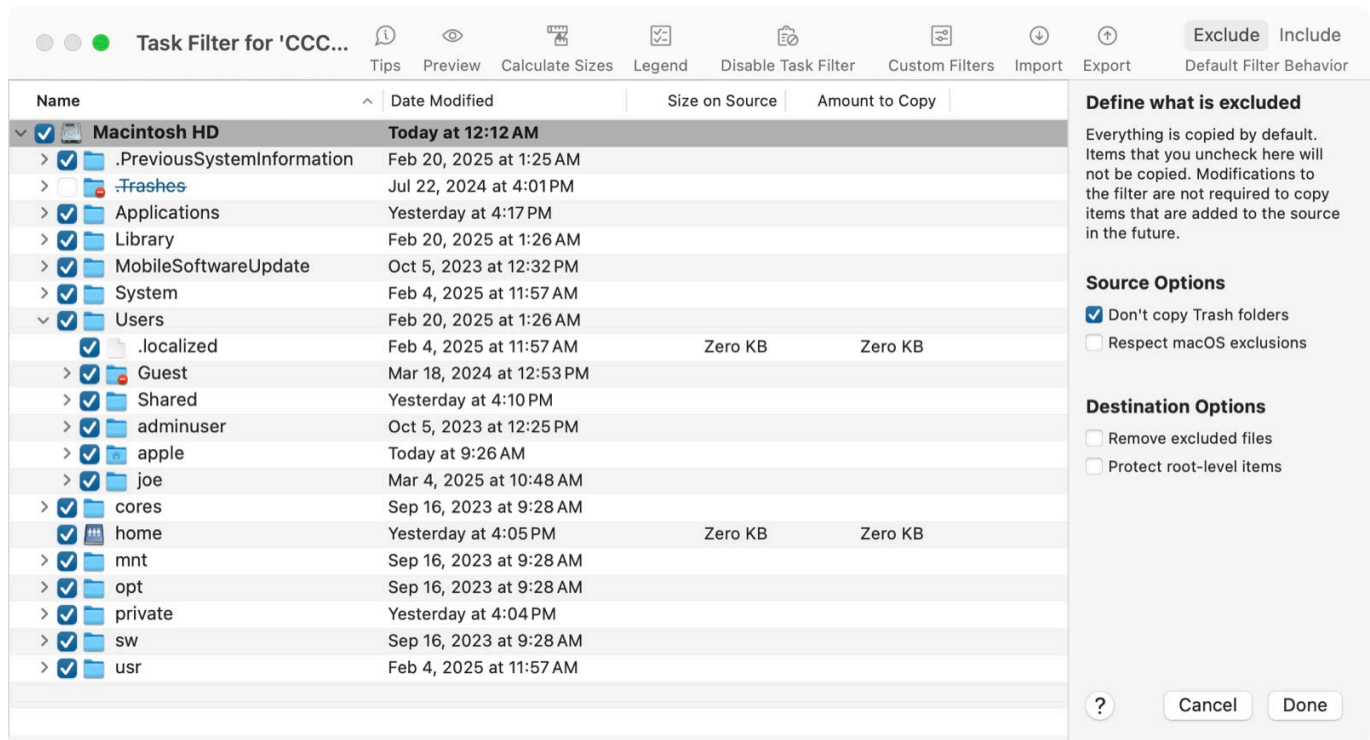 Task Filter for 'CCC...
Tips Preview Calculate Sizes Legend Disable Task Filter Custom Filters Import Export
Exclude Include
Default Filter Behavior
Name Date Modified Size on Source Amount to Copy
Macintosh HD Today at 12:12 AM
.PreviousSystemInformation Feb 20, 2025 at 1:25 AM
.Trashes Jul 22, 2024 at 4:01 PM
Applications Yesterday at 4:17 PM
Library Feb 20, 2025 at 1:26 AM
MobileSoftwareUpdate Oct 5, 2023 at 12:32 PM
System Feb 4, 2025 at 11:57 AM
Users Feb 20, 2025 at 1:26 AM
.localized Feb 4, 2025 at 11:57 AM Zero KB Zero KB
Guest Mar 18, 2024 at 12:53 PM
Shared Yesterday at 4:10 PM
adminuser Oct 5, 2023 at 12:25 PM
apple Today at 9:26 AM
joe Mar 4, 2025 at 10:48 AM
cores Sep 16, 2023 at 9:28 AM
home Yesterday at 4:05 PM Zero KB Zero KB
mnt Sep 16, 2023 at 9:28 AM
opt Sep 16, 2023 at 9:28 AM
private Yesterday at 4:04 PM
sw Sep 16, 2023 at 9:28 AM
usr Feb 4, 2025 at 11:57 AM
Define what is excluded
Everything is copied by default.
Items that you uncheck here will
not be copied. Modifications to
the filter are not required to copy
items that are added to the source
in the future.
Source Options
Don't copy Trash folders
Respect macOS exclusions
Destination Options
Remove excluded files
Protect root-level items
? Cancel Done